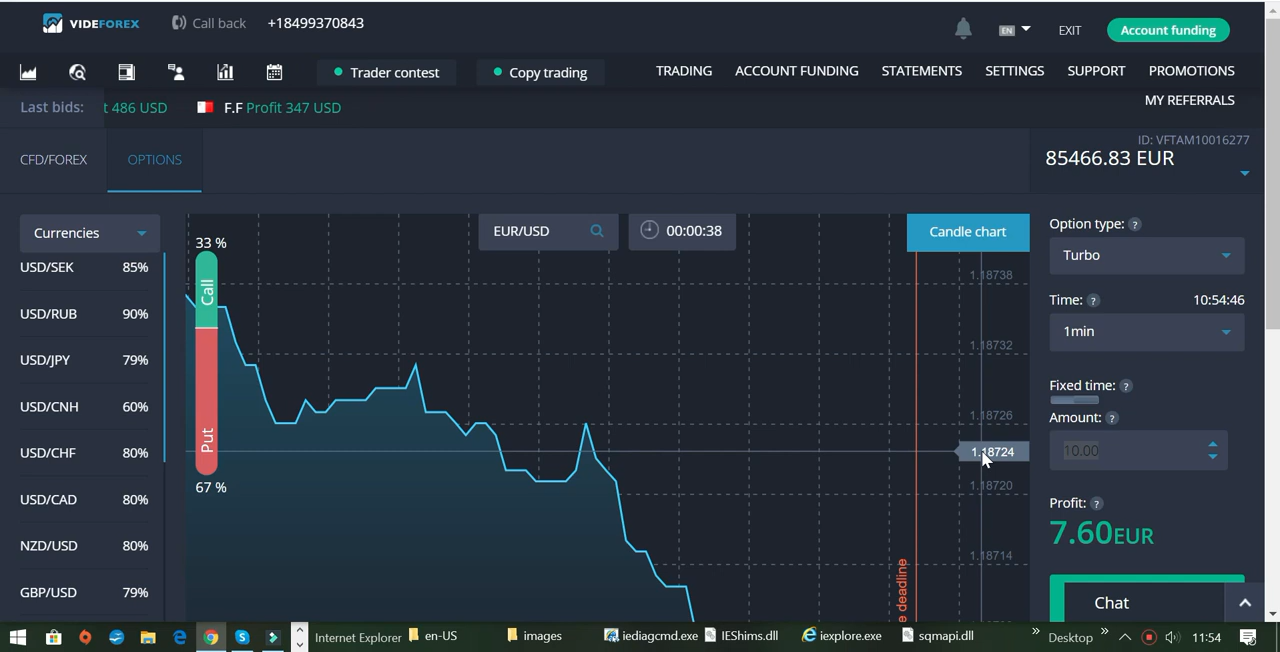 VIDEFOREX
Call back
+18499370843
EN
EXIT
Account funding
Trader contest
Copy trading
TRADING
ACCOUNT FUNDING
STATEMENTS
SETTINGS
SUPPORT
PROMOTIONS
MY REFERRALS
Last bids:
t 486 USD
F.F Profit 347 USD
CFD/FOREX
OPTIONS
ID: VFTAM10016277
85466.83 EUR
Currencies
USD/SEK 85%
USD/RUB 90%
USD/JPY 79%
USD/CNH 60%
USD/CHF 80%
USD/CAD 80%
NZD/USD 80%
GBP/USD 79%
33 %
Call
Put
67 %
EUR/USD
00:00:38
Candle chart
1.18738
1.18732
1.18726
1.18724
1.18720
1.18714
e deadline
Option type: ?
Turbo
Time: ? 10:54:46
1min
Fixed time: ?
Amount: ?
10.00
Profit: ?
7.60EUR
Chat
Internet Explorer
en-US
images
iediagcmd.exe
IEShims.dll
iexplore.exe
sqmapi.dll
Desktop
11:54